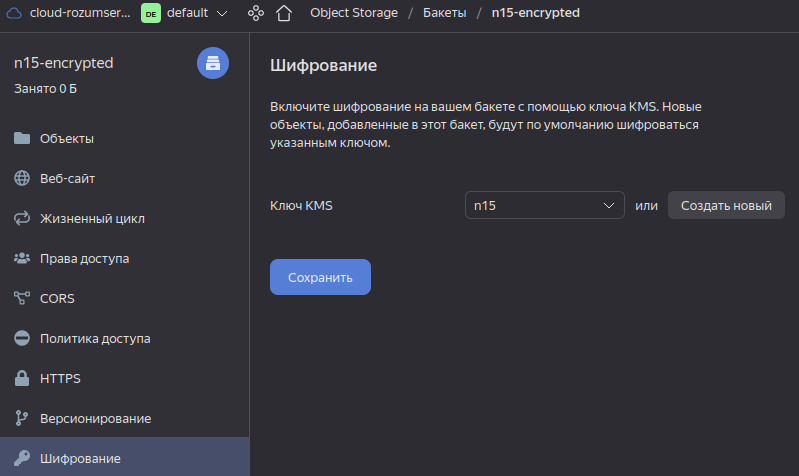 cloud-rozumser... DE default Object Storage / Бакеты / n15-encrypted
n15-encrypted
Занято 0 Б
Объекты
Веб-сайт
Жизненный цикл
Права доступа
CORS
Политика доступа
HTTPS
Версионирование
Шифрование
Шифрование
Включите шифрование на вашем бакете с помощью ключа KMS. Новые
объекты, добавленные в этот бакет, будут по умолчанию шифроваться
указанным ключом.
Ключ KMS n15 или Создать новый
Сохранить